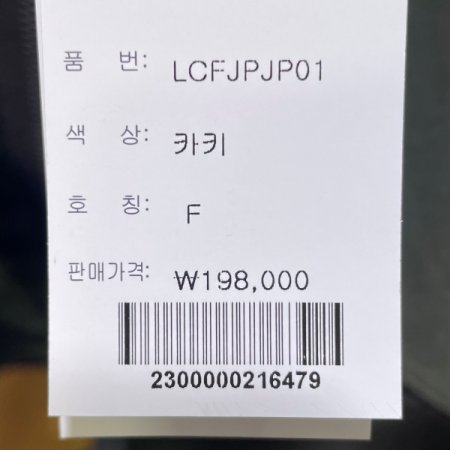 품 번: LCFJPJP01
색 상: 카키
호 칭: F
판매가격: ₩198,000
2300000216479